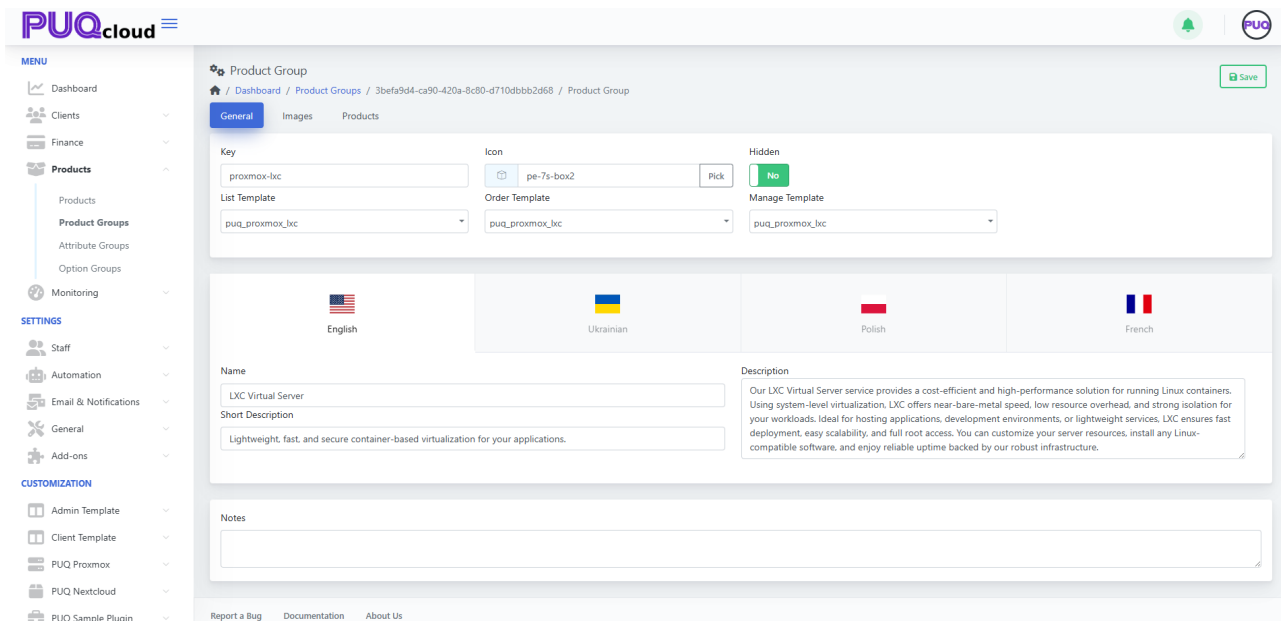 PUQcloud
MENU
Dashboard
Clients
Finance
Products
Products
Product Groups
Attribute Groups
Option Groups
Monitoring
SETTINGS
Staff
Automation
Email & Notifications
General
Add-ons
CUSTOMIZATION
Admin Template
Client Template
PUQ Proxmox
PUQ Nextcloud
PUQ Sample Plugin
PUQ
Product Group
/ Dashboard / Product Groups / 3befa9d4-ca90-420a-8c80-d710dbbb2d68 / Product Group
Save
General Images Products
Key Icon Hidden
proxmox-lxc pe-7s-box2 Pick No
List Template Order Template Manage Template
puq_proxmox_lxc puq_proxmox_lxc puq_proxmox_lxc
English Ukrainian Polish French
Name
LXC Virtual Server
Short Description
Lightweight, fast, and secure container-based virtualization for your applications.
Description
Our LXC Virtual Server service provides a cost-efficient and high-performance solution for running Linux containers.
Using system-level virtualization, LXC offers near-bare-metal speed, low resource overhead, and strong isolation for
your workloads. Ideal for hosting applications, development environments, or lightweight services, LXC ensures fast
deployment, easy scalability, and full root access. You can customize your server resources, install any Linux-
compatible software, and enjoy reliable uptime backed by our robust infrastructure.
Notes
Report a Bug Documentation About Us